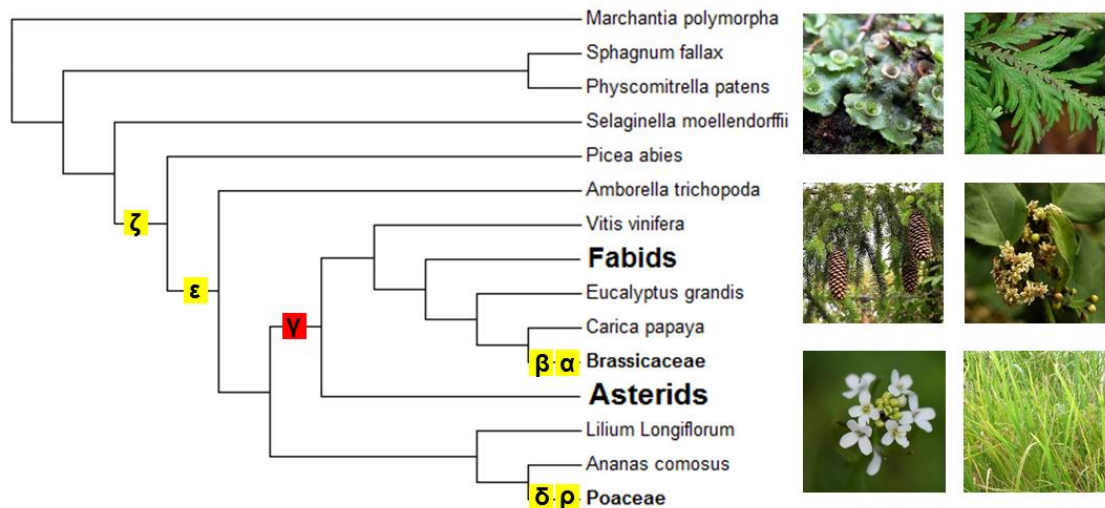 Marchantia polymorpha
Sphagnum fallax
Physcomitrella patens
Selaginella moellendorffii
Picea abies
Amborella trichopoda
ζ
Vitis vinifera
Fabids
ε
Eucalyptus grandis
γ
Carica papaya
β α Brassicaceae
Asterids
Lilium Longiflorum
Ananas comosus
δ ρ Poaceae